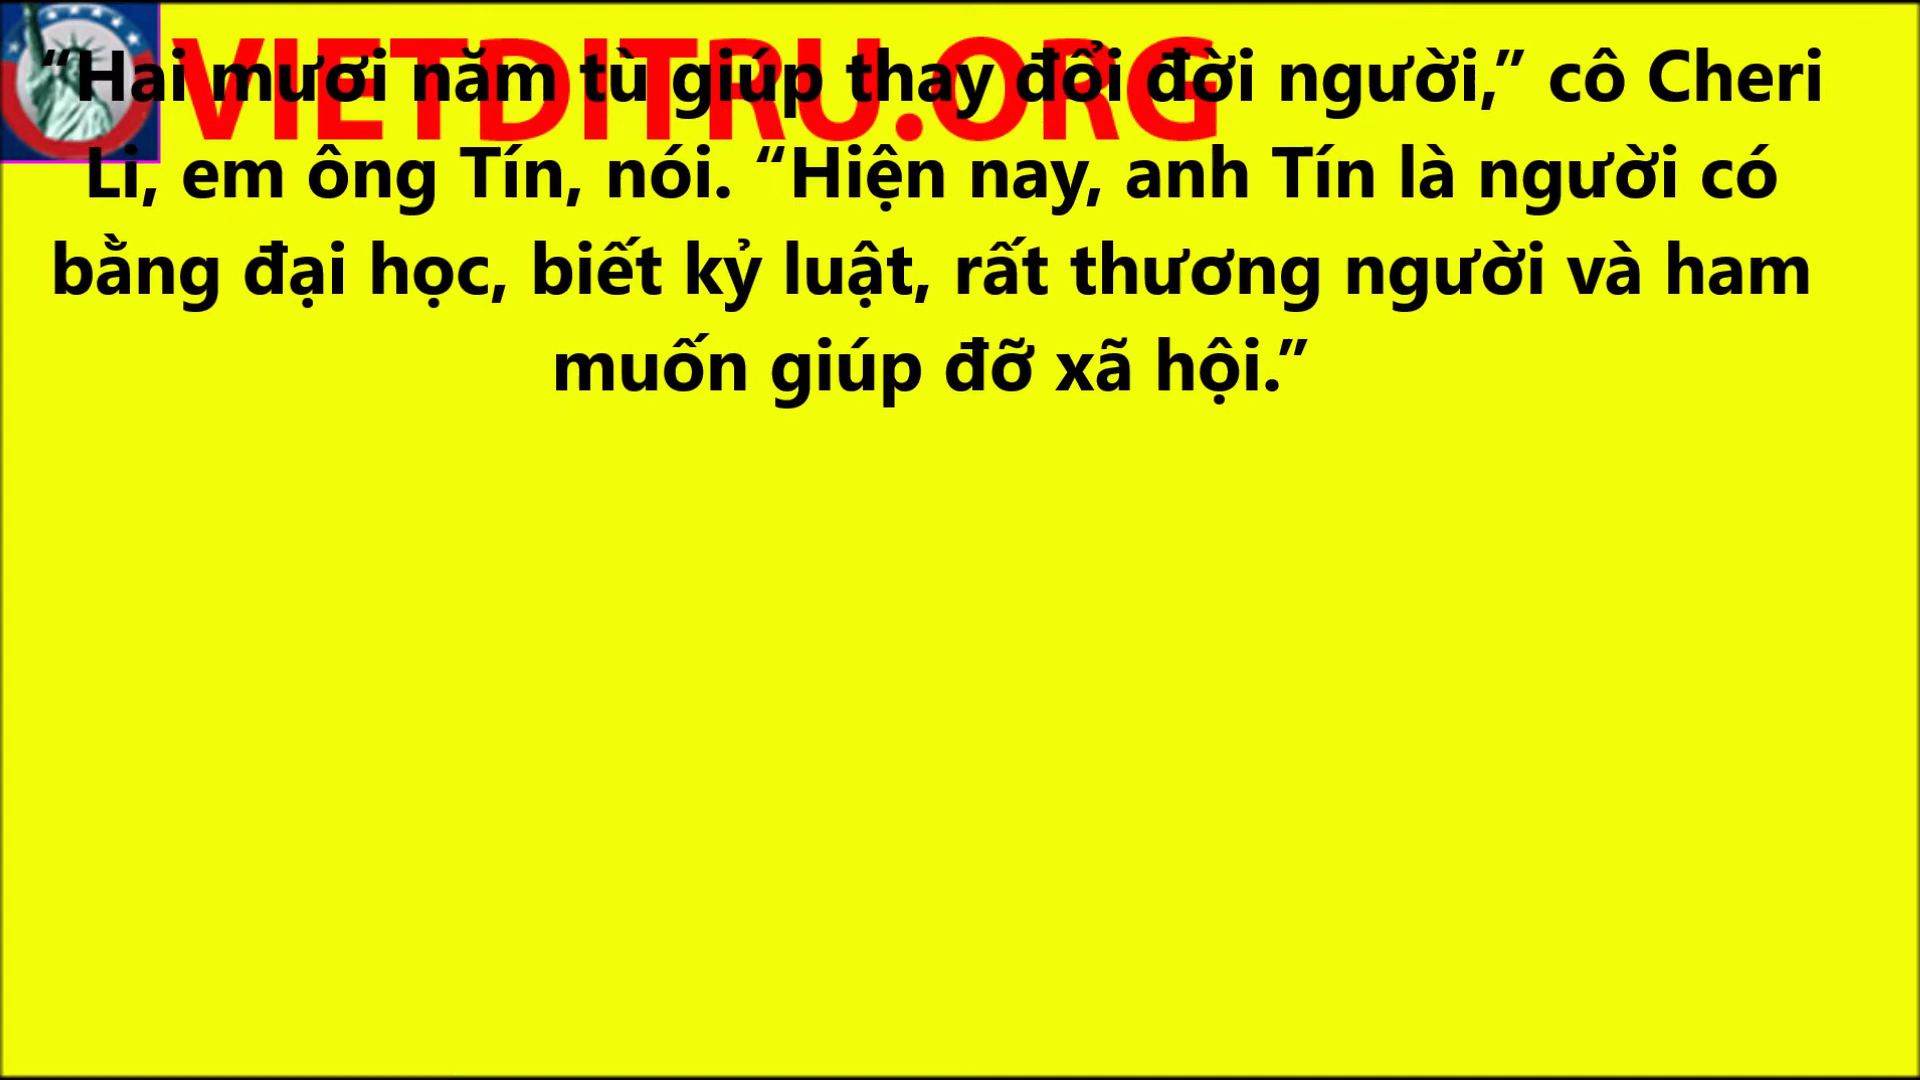 VIETDITRU.ORG
“Hai mươi năm tù giúp thay đổi đời người,” cô Cheri
Li, em ông Tín, nói. “Hiện nay, anh Tín là người có
bằng đại học, biết kỷ luật, rất thương người và ham
muốn giúp đỡ xã hội.”